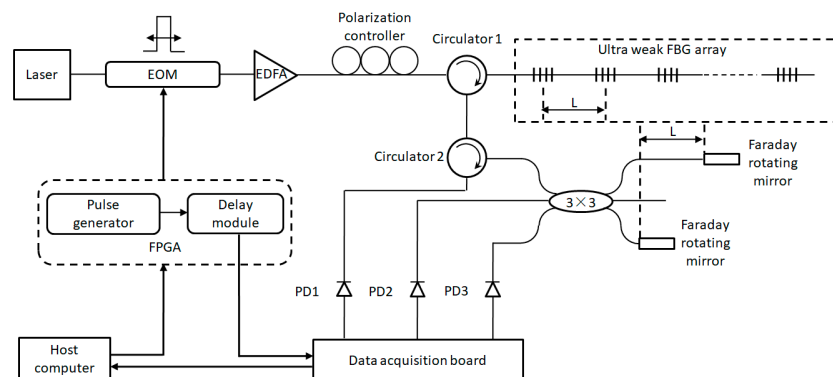 Polarization
controller
Circulator 1
Ultra weak FBG array
Laser
EOM
EDFA
L
Circulator 2
L
Faraday
rotating
mirror
Pulse
generator
Delay
module
FPGA
3×3
Faraday
rotating
mirror
PD1
PD2
PD3
Host
computer
Data acquisition board